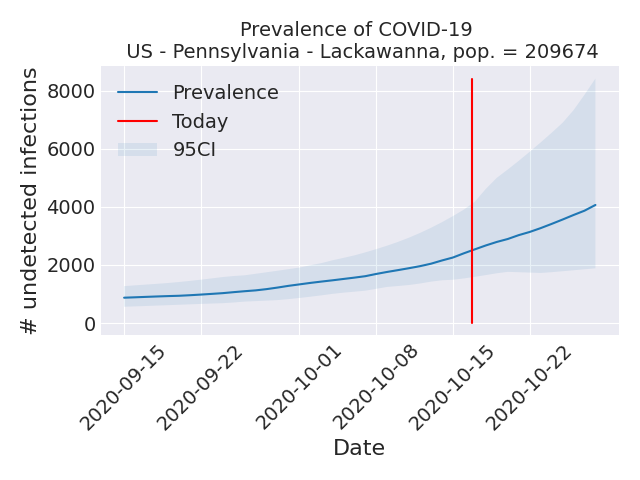 Prevalence of COVID-19
US - Pennsylvania - Lackawanna, pop. = 209674
# undetected infections
8000
6000
4000
2000
0
Prevalence
Today
95CI
2020-09-15
2020-09-22
2020-10-01
2020-10-08
2020-10-15
2020-10-22
Date